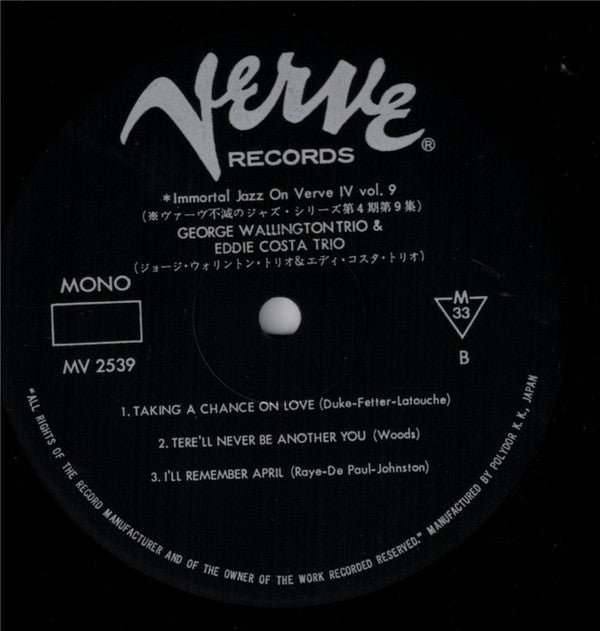 Verve®
RECORDS
*Immortal Jazz On Verve IV vol. 9
(※ヴァーヴ不滅のジャズ・シリーズ第4期第9集)
GEORGE WALLINGTON TRIO &
EDDIE COSTA TRIO
(ジョージ・ウォリントン・トリオ&エディ・コスタ・トリオ)
MONO
MV 2539
M
33
B
1. TAKING A CHANCE ON LOVE (Duke-Fetter-Latouche)
2. TERE'LL NEVER BE ANOTHER YOU (Woods)
3. I'LL REMEMBER APRIL (Raye-De Paul-Johnston)
"ALL RIGHTS OF THE RECORD MANUFACTURER AND OF THE OWNER OF THE WORK RECORDED RESERVED." MANUFACTURED BY POLYDOR K. K., JAPAN